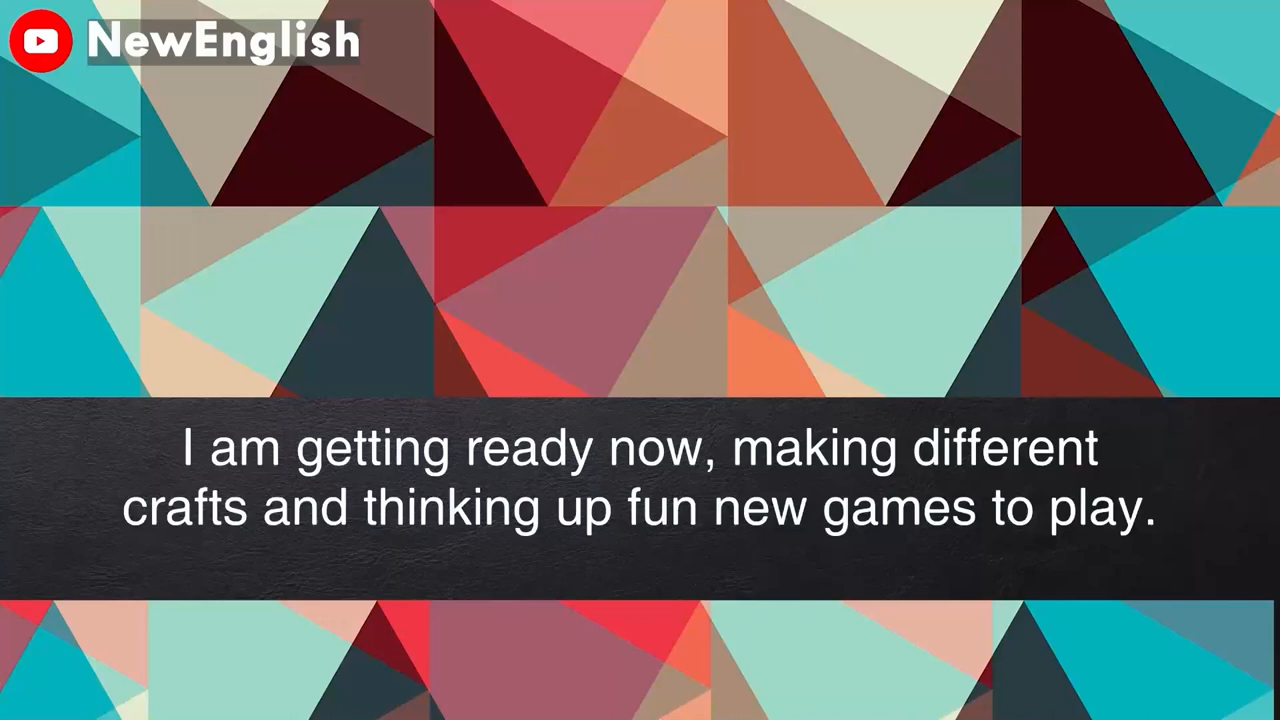 NewEnglish
I am getting ready now, making different
crafts and thinking up fun new games to play.